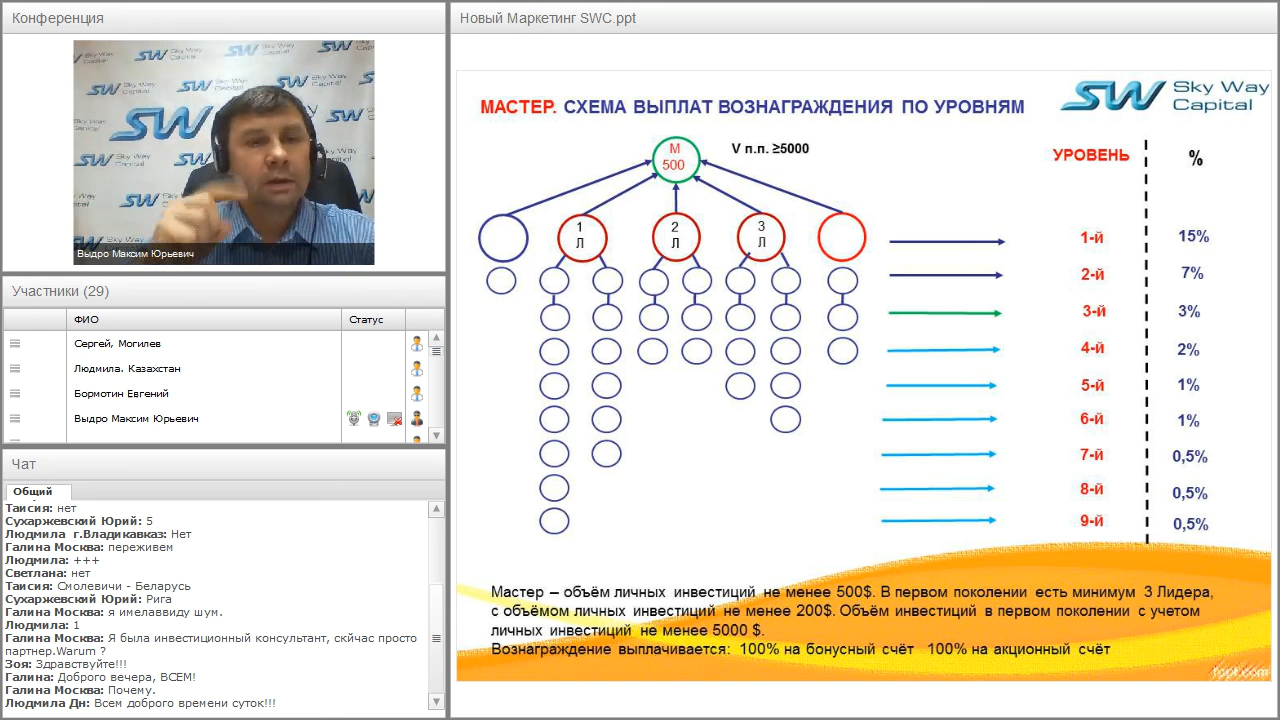 Конференция
Sky Way
Capital
SW
Выдро Максим Юрьевич
Участники (29)
ФИО
Статус
Сергей, Могилев
Людмила. Казахстан
Бормотин Евгений
Выдро Максим Юрьевич
Чат
Общий
Таисия: нет
Сухаржевский Юрий: 5
Людмила г.Владикавказ: Нет
Галина Москва: переживем
Людмила: +++
Светлана: нет
Таисия: Смолевичи - Беларусь
Сухаржевский Юрий: Рига
Галина Москва: я имелаввиду шум.
Людмила: 1
Галина Москва: Я была инвестиционный консультант, скйчас просто
партнер.Warum ?
Зоя: Здравствуйте!!!
Галина: Доброго вечера, ВСЕМ!
Галина Москва: Почему.
Людмила Дн: Всем доброго времени суток!!!
Новый Маркетинг SWC.ppt
МАСТЕР. СХЕМА ВЫПЛАТ ВОЗНАГРАЖДЕНИЯ ПО УРОВНЯМ
SW Sky Way
Capital
М
500
V п.п. ≥5000
УРОВЕНЬ %
1
Л
2
Л
3
Л
1-й 15%
2-й 7%
3-й 3%
4-й 2%
5-й 1%
6-й 1%
7-й 0,5%
8-й 0,5%
9-й 0,5%
Мастер – объём личных инвестиций не менее 500$. В первом поколении есть минимум 3 Лидера,
с объёмом личных инвестиций не менее 200$. Объём инвестиций в первом поколении с учетом
личных инвестиций не менее 5000 $.
Вознаграждение выплачивается: 100% на бонусный счёт 100% на акционный счёт
fppt.com